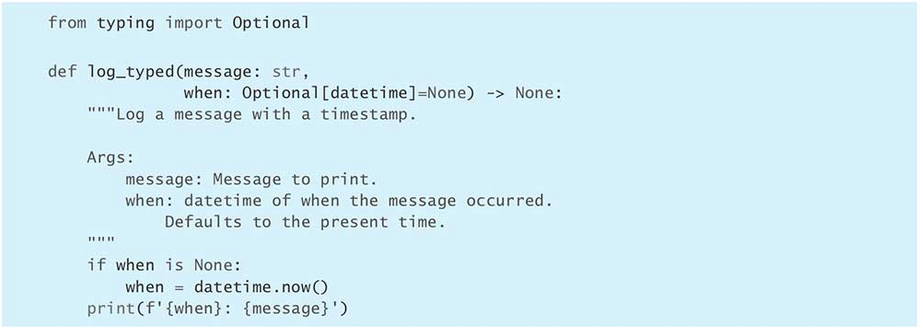 from typing import Optional

def log_typed(message: str,
              when: Optional[datetime]=None) -> None:
    """Log a message with a timestamp.

    Args:
        message: Message to print.
        when: datetime of when the message occurred.
            Defaults to the present time.
    """
    if when is None:
        when = datetime.now()
    print(f'{when}: {message}')